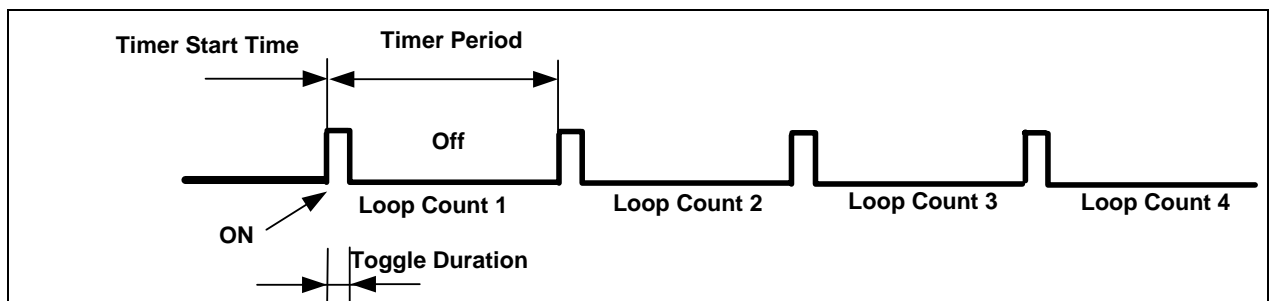 Timer Start Time
Timer Period
Off
Loop Count 1
Loop Count 2
Loop Count 3
Loop Count 4
ON
Toggle Duration